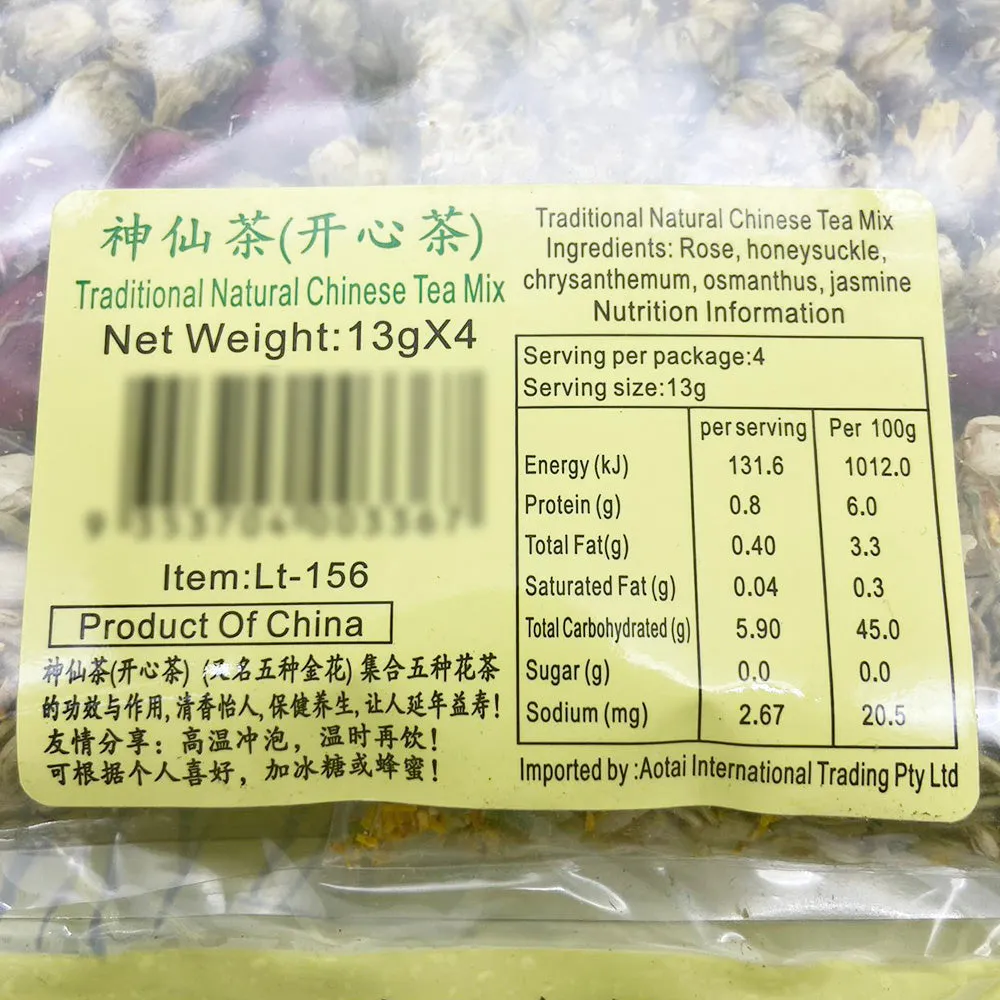 神仙茶(开心茶)
Traditional Natural Chinese Tea Mix
Net Weight:13gX4
Item:Lt-156
Product Of China
神仙茶(开心茶) (又名五种金花) 集合五种花茶
的功效与作用,清香怡人,保健养生,让人延年益寿!
友情分享：高温冲泡，温时再饮!
可根据个人喜好，加冰糖或蜂蜜!
Traditional Natural Chinese Tea Mix
Ingredients: Rose, honeysuckle,
chrysanthemum, osmanthus, jasmine
Nutrition Information
Serving per package:4
Serving size:13g
per serving Per 100g
Energy (kJ) 131.6 1012.0
Protein (g) 0.8 6.0
Total Fat(g) 0.40 3.3
Saturated Fat (g) 0.04 0.3
Total Carbohydrated (g) 5.90 45.0
Sugar (g) 0.0 0.0
Sodium (mg) 2.67 20.5
Imported by :Aotai International Trading Pty Ltd